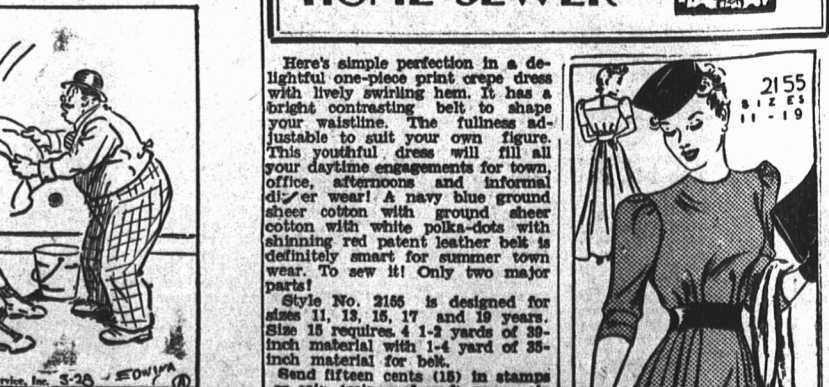 HOME SEWER
Here's simple perfection in a de-
lightful one-piece print crepe dress
with lively swirling hem. It has a
bright contrasting belt to shape
your waistline. The fullness ad-
justable to suit your own figure.
This youthful dress will fill all
your daytime engagements for town,
office, afternoons and informal
wear! A navy blue ground
sheer cotton with ground sheer
cotton with white polka-dots with
shinning red patent leather belt is
definitely smart for summer town
wear. To sew it! Only two major
parts!
Style No. 2155 is designed for
sizes 11, 13, 15, 17 and 19 years.
Size 15 requires 4 1-2 yards of 39-
inch material with 1-4 yard of 35-
inch material for belt.
Send fifteen cents (15) in stamps
2155
SIZES
11 - 19
rvice, Inc. 3-28 - EDWINA